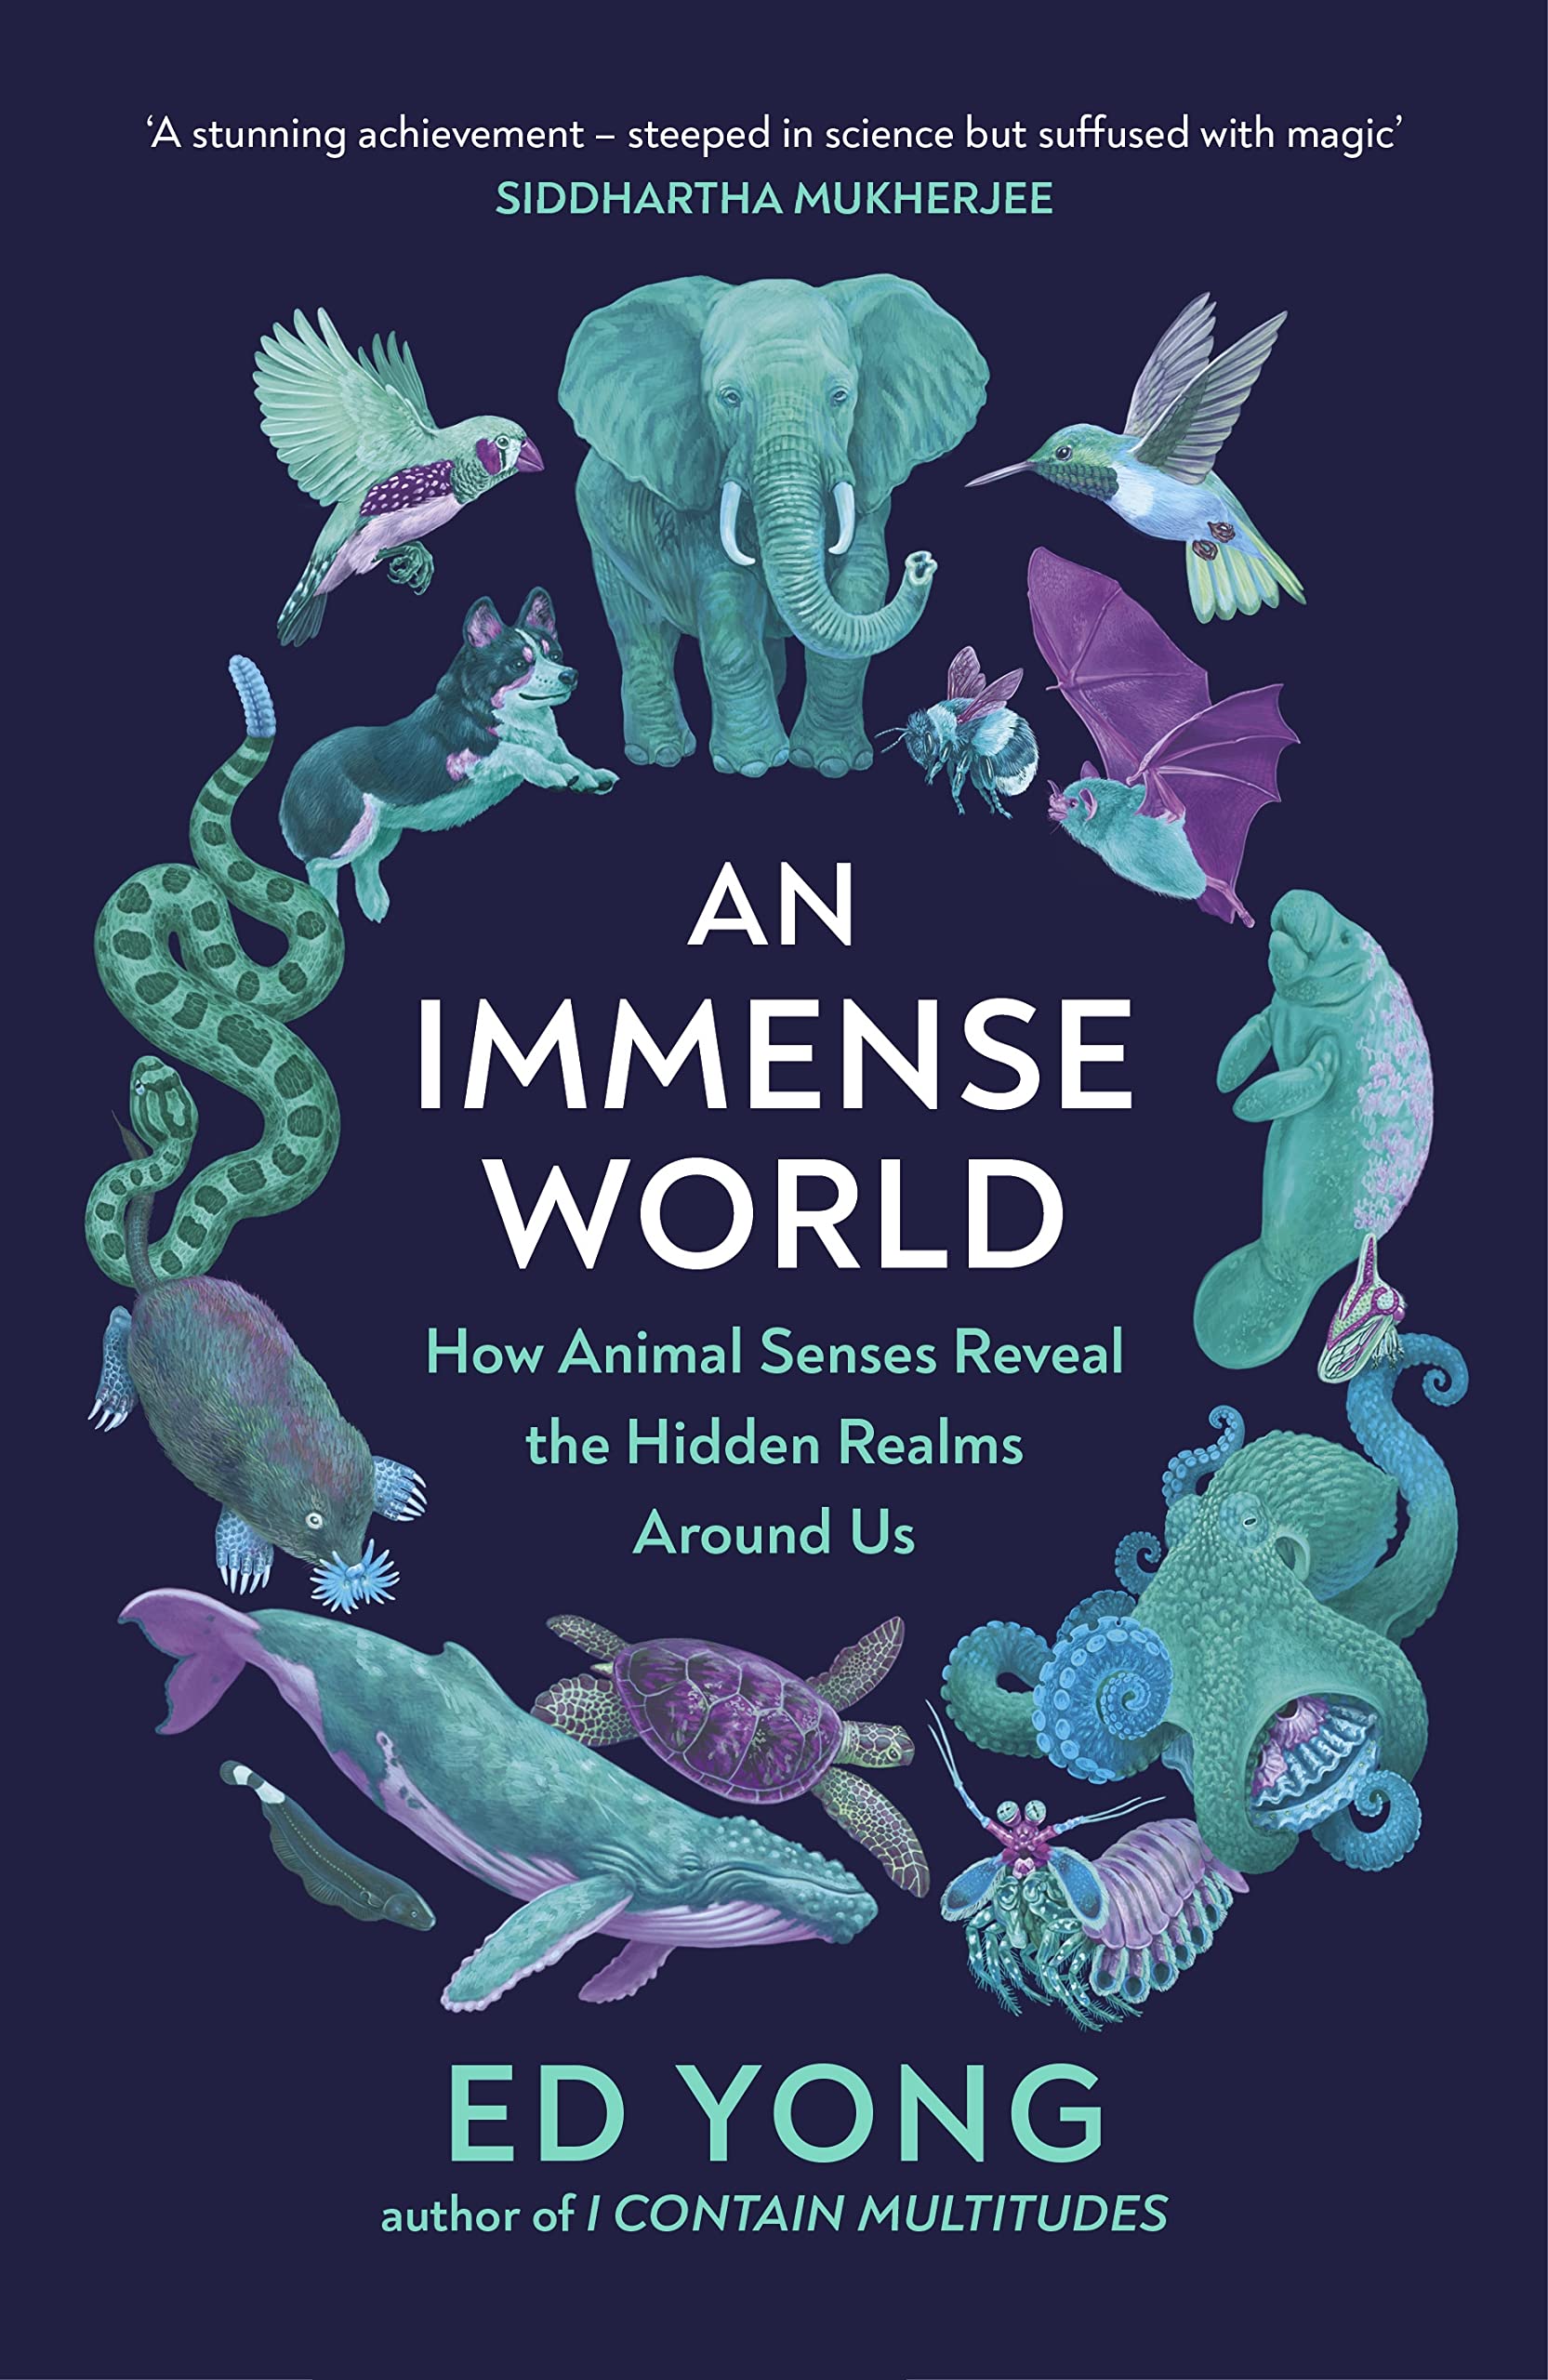 ‘A stunning achievement – steeped in science but suffused with magic’
SIDDHARTHA MUKHERJEE
AN
IMMENSE
WORLD
How Animal Senses Reveal
the Hidden Realms
Around Us
ED YONG
author of I CONTAIN MULTITUDES